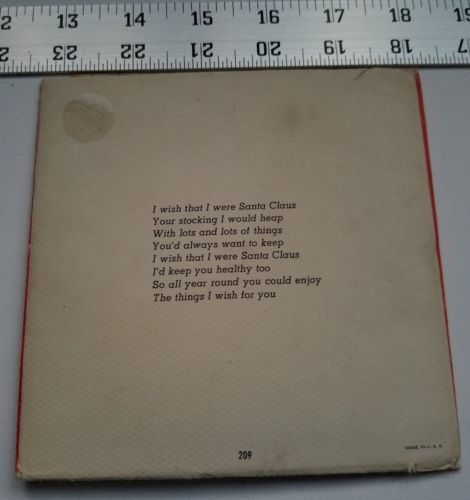 13 14 15 16 17 18
23 22 21 20 19 18
I wish that I were Santa Claus
Your stocking I would heap
With lots and lots of things
You'd always want to keep
I wish that I were Santa Claus
I'd keep you healthy too
So all year round you could enjoy
The things I wish for you
209
MADE IN U. S. A.